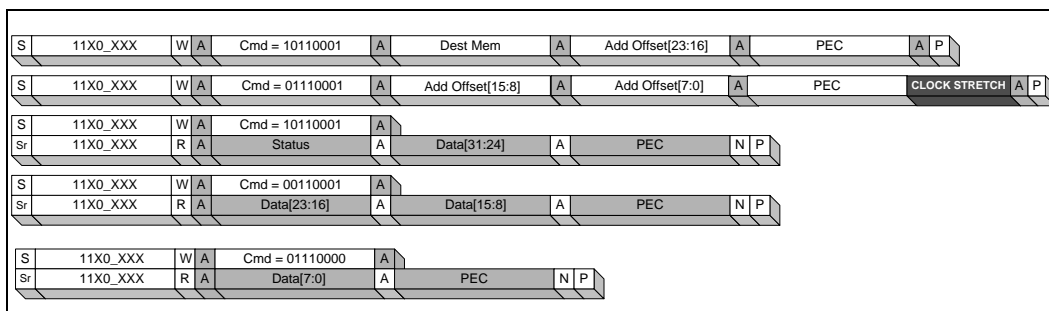 S 11X0_XXX W A Cmd = 10110001 A Dest Mem A Add Offset[23:16] A PEC A P
S 11X0_XXX W A Cmd = 01110001 A Add Offset[15:8] A Add Offset[7:0] A PEC CLOCK STRETCH A P
S 11X0_XXX W A Cmd = 10110001 A
Sr 11X0_XXX R A Status A Data[31:24] A PEC N P
S 11X0_XXX W A Cmd = 00110001 A
Sr 11X0_XXX R A Data[23:16] A Data[15:8] A PEC N P
S 11X0_XXX W A Cmd = 01110000 A
Sr 11X0_XXX R A Data[7:0] A PEC N P